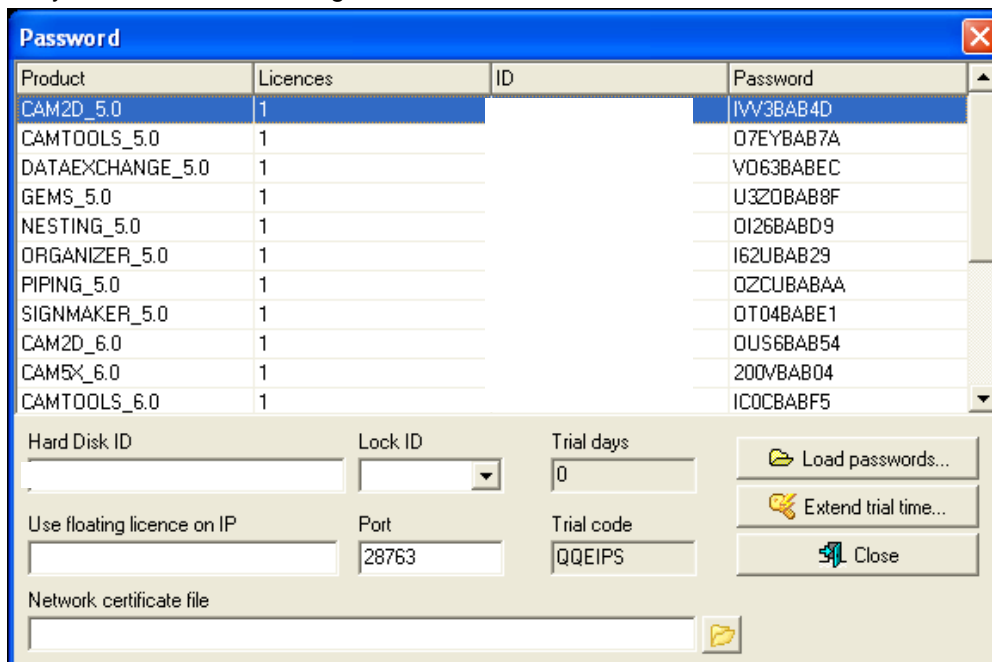 Password
Product Licences ID Password
CAM2D_5.0 1 IVV3BAB4D
CAMTOOLS_5.0 1 O7EYBAB7A
DATAEXCHANGE_5.0 1 VO63BABEC
GEMS_5.0 1 U3ZOBAB8F
NESTING_5.0 1 OI26BABD9
ORGANIZER_5.0 1 I62UBAB29
PIPING_5.0 1 OZCUBABAA
SIGNMAKER_5.0 1 OT04BABE1
CAM2D_6.0 1 OUS6BAB54
CAM5X_6.0 1 200VBAB04
CAMTOOLS_6.0 1 IC0CBABF5
Hard Disk ID Lock ID Trial days
0 Load passwords...
Extend trial time...
Use floating licence on IP Port Trial code
28763 QQEIPS Close
Network certificate file